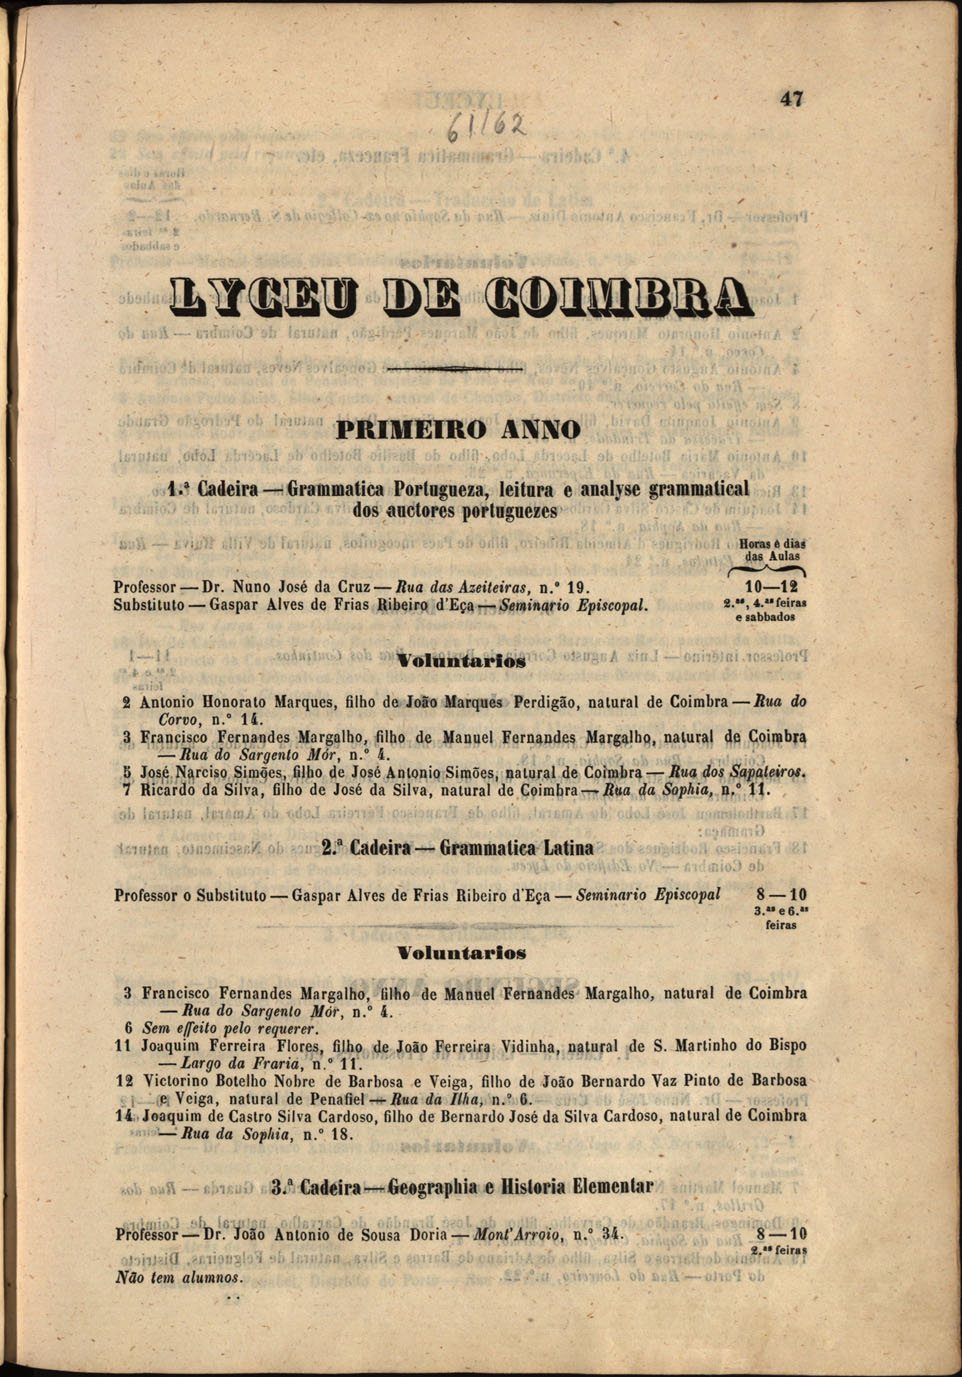 47
61/62
LYCEU DE COIMBRA
PRIMEIRO ANNO
1.ª Cadeira — Grammatica Portugueza, leitura e analyse grammatical
dos auctores portuguezes
Horas e dias
das Aulas
Professor — Dr. Nuno José da Cruz — Rua das Azeiteiras, n.º 19.
10—12
Substituto — Gaspar Alves de Frias Ribeiro d'Eça — Seminario Episcopal.
2.ªˢ, 4.ªˢ feiras
e sabbados
Voluntarios
2 Antonio Honorato Marques, filho de João Marques Perdigão, natural de Coimbra — Rua do
Corvo, n.º 14.
3 Francisco Fernandes Margalho, filho de Manuel Fernandes Margalho, natural de Coimbra
— Rua do Sargento Mór, n.º 4.
5 José Narciso Simões, filho de José Antonio Simões, natural de Coimbra — Rua dos Sapateiros.
7 Ricardo da Silva, filho de José da Silva, natural de Coimbra — Rua da Sophia, n.º 11.
2.ª Cadeira — Grammatica Latina
Professor o Substituto — Gaspar Alves de Frias Ribeiro d'Eça — Seminario Episcopal
8 — 10
3.ªˢ e 6.ªˢ
feiras
Voluntarios
3 Francisco Fernandes Margalho, filho de Manuel Fernandes Margalho, natural de Coimbra
— Rua do Sargento Mór, n.º 4.
6 Sem effeito pelo requerer.
11 Joaquim Ferreira Flores, filho de João Ferreira Vidinha, natural de S. Martinho do Bispo
— Largo da Fraria, n.º 11.
12 Victorino Botelho Nobre de Barbosa e Veiga, filho de João Bernardo Vaz Pinto de Barbosa
e Veiga, natural de Penafiel — Rua da Ilha, n.º 6.
14 Joaquim de Castro Silva Cardoso, filho de Bernardo José da Silva Cardoso, natural de Coimbra
— Rua da Sophia, n.º 18.
3.ª Cadeira — Geographia e Historia Elementar
Professor — Dr. João Antonio de Sousa Doria — Mont'Arroio, n.º 34.
8 — 10
2.ªˢ feiras
Não tem alumnos.